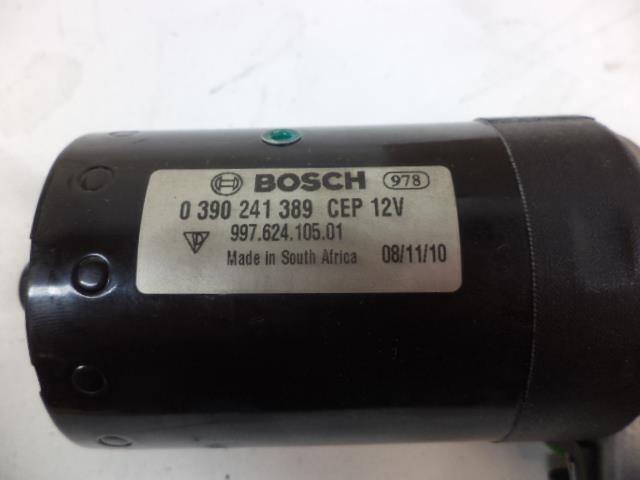 BOSCH 978
0 390 241 389 CEP 12V
997.624.105.01
Made in South Africa 08/11/10